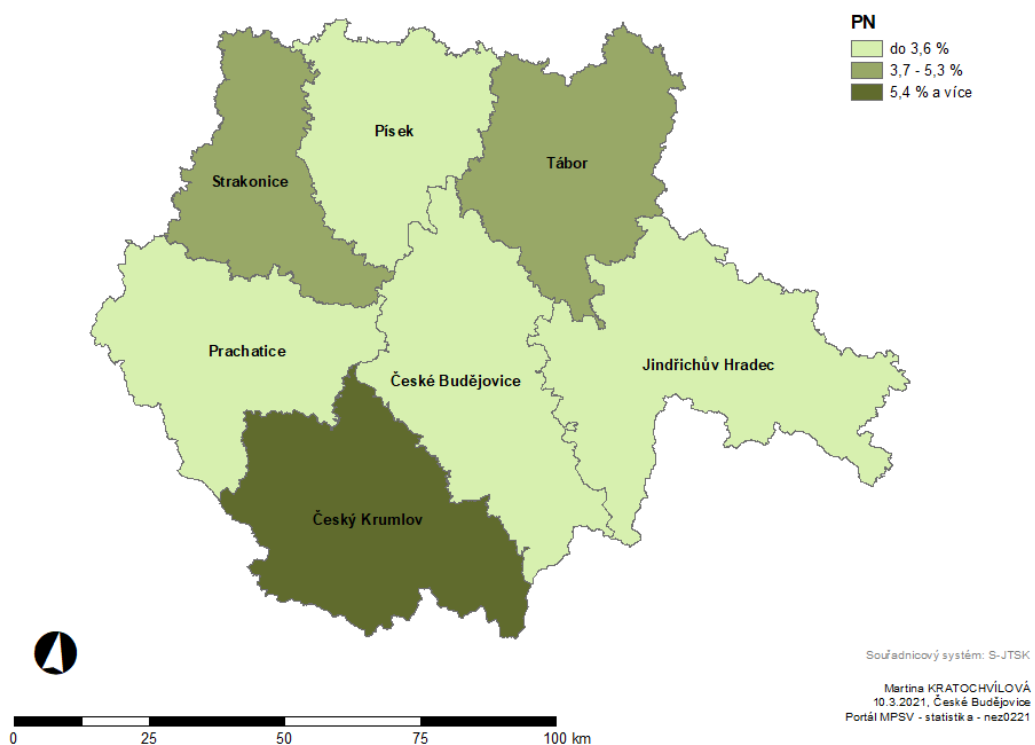 PN
do 3,6 %
3,7 - 5,3 %
5,4 % a více
Písek
Tábor
Strakonice
Prachatice
Jindřichův Hradec
České Budějovice
Český Krumlov
Souřadnicový systém: S-JTSK
Martina KRATOCHVÍLOVÁ
10.3.2021, České Budějovice
Portál MPSV - statistika - nez0221
0 25 50 75 100 km